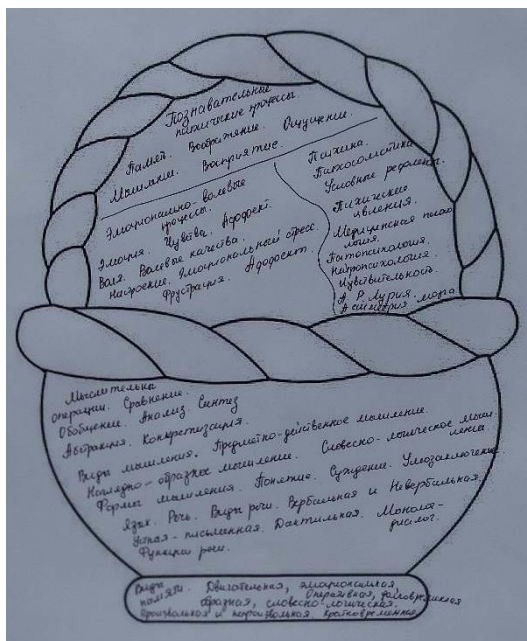 Познавательные
психические процессы
Память. Воображение. Ощущение.
Мышление. Восприятие.
Эмоционально-волевые
процессы.
Эмоция. Чувства. Аффект.
Воля. Волевые качества.
Настроение. Эмоциональный стресс.
Фрустрация. Аффект.
Психика.
Психосоматика
Условные рефлексы.
Психические
явления.
Медицинская психо
логия.
Патопсихология.
Нейропсихология.
Чувствительность.
А. Р. Лурия.
Асимметрия мозга
Мыслительные
операции. Сравнение.
Обобщение. Анализ. Синтез
Абстракция. Конкретизация.
Виды мышления. Предметно-действенное мышление.
Наглядно-образное мышление. Словесно-логическое мыш
ление
Формы мышления. Понятие. Суждение. Умозаключение
Язык. Речь. Виды речи. Вербальная и Невербальная.
Устная-письменная. Дактильная. Монолог-
диалог.
Функции речи.
Виды
памяти. Двигательная, эмоциональная,
образная, словесно-логическая.
Оперативная, долговременная
Произвольная и непроизвольная. Кратковременная